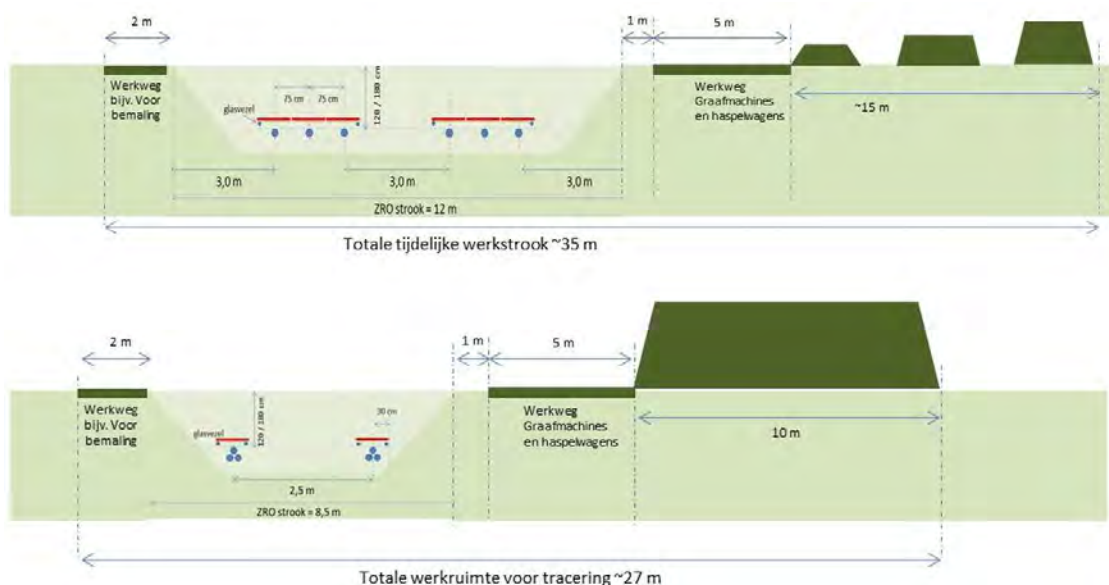 2 m
1 m
5 m
Werkweg
bijv. Voor
bemaling
glasvezel
75 cm
75 cm
120 / 180 cm
Werkweg
Graafmachines
en haspelwagens
~15 m
3,0 m
3,0 m
3,0 m
ZRO strook = 12 m
Totale tijdelijke werkstrook ~35 m
2 m
1 m
5 m
Werkweg
bijv. Voor
bemaling
glasvezel
120 / 180 cm
30 cm
Werkweg
Graafmachines
en haspelwagens
10 m
2,5 m
ZRO strook = 8,5 m
Totale werkruimte voor tracering ~27 m